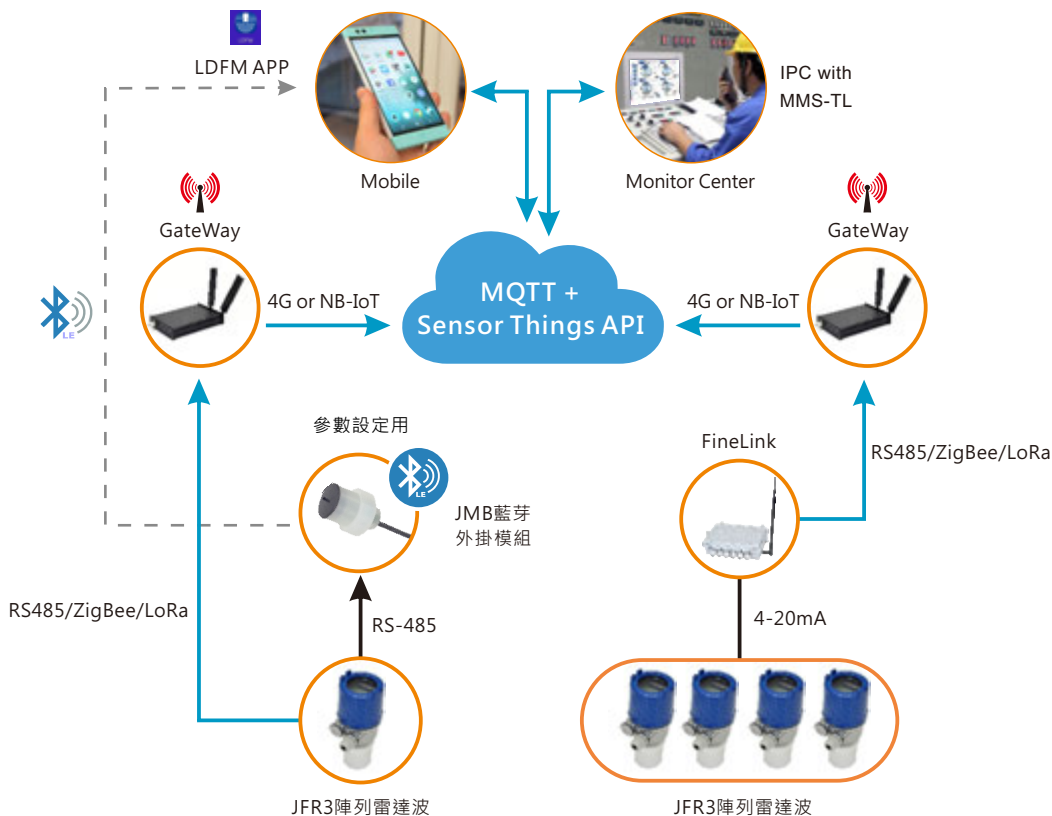 LDFM APP
IPC with
MMS-TL
Mobile
Monitor Center
GateWay
GateWay
4G or NB-IoT
MQTT +
Sensor Things API
4G or NB-IoT
LE
參數設定用
FineLink
RS485/ZigBee/LoRa
LE
JMB藍芽
外掛模組
RS485/ZigBee/LoRa
RS-485
4-20mA
JFR3陣列雷達波
JFR3陣列雷達波